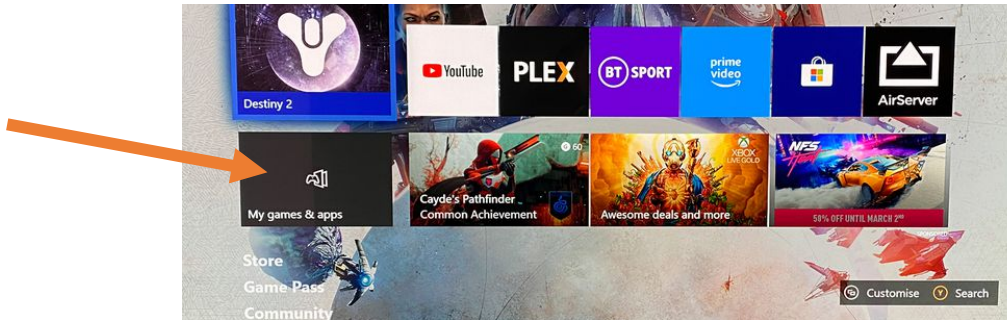 Destiny 2
YouTube
PLEX
BT SPORT
prime
video
AirServer
My games & apps
G 60
Cayde's Pathfinder
Common Achievement
XBOX
LIVE GOLD
Awesome deals and more
NFS
Heat
50% OFF UNTIL MARCH 2ND
Store
Game Pass
Community
Customise
Y
Search